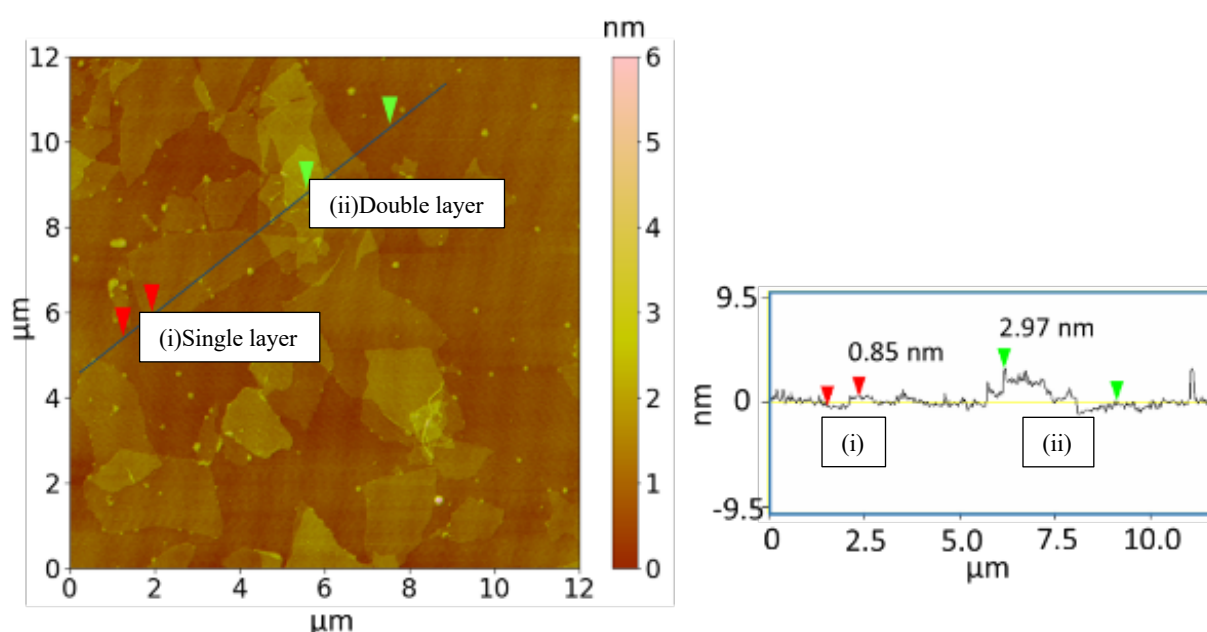 nm
12
10
8
6
4
2
0
μm
0 2 4 6 8 10 12
μm
6
5
4
3
2
1
0
(ii)Double layer
(i)Single layer
9.5
0
-9.5
nm
2.97 nm
0.85 nm
(i)
(ii)
0 2.5 5.0 7.5 10.0
μm